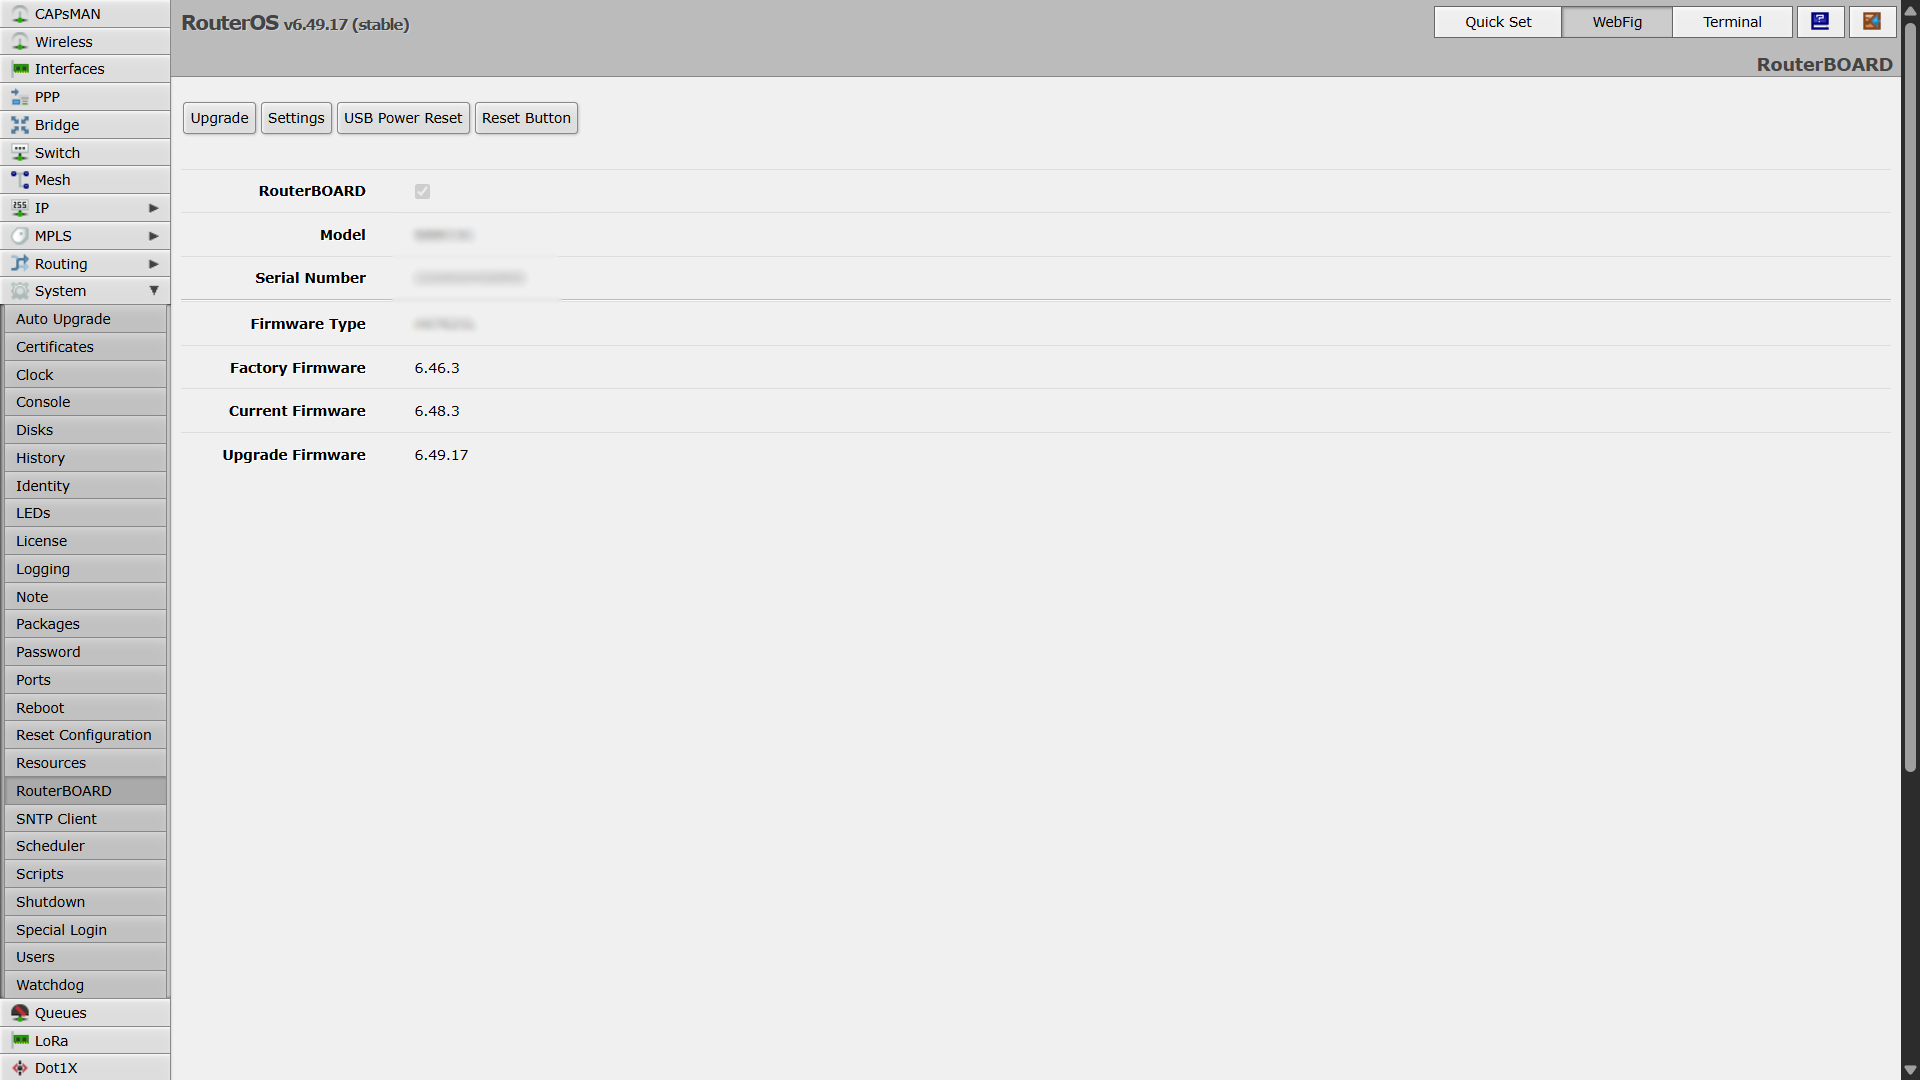 CAPsMAN
Wireless
Interfaces
PPP
Bridge
Switch
Mesh
IP
MPLS
Routing
System
Auto Upgrade
Certificates
Clock
Console
Disks
History
Identity
LEDs
License
Logging
Note
Packages
Password
Ports
Reboot
Reset Configuration
Resources
RouterBOARD
SNTP Client
Scheduler
Scripts
Shutdown
Special Login
Users
Watchdog
Queues
LoRa
Dot1X
RouterOS v6.49.17 (stable)
Quick Set WebFig Terminal
RouterBOARD
Upgrade Settings USB Power Reset Reset Button
RouterBOARD
Model
Serial Number
Firmware Type
Factory Firmware 6.46.3
Current Firmware 6.48.3
Upgrade Firmware 6.49.17